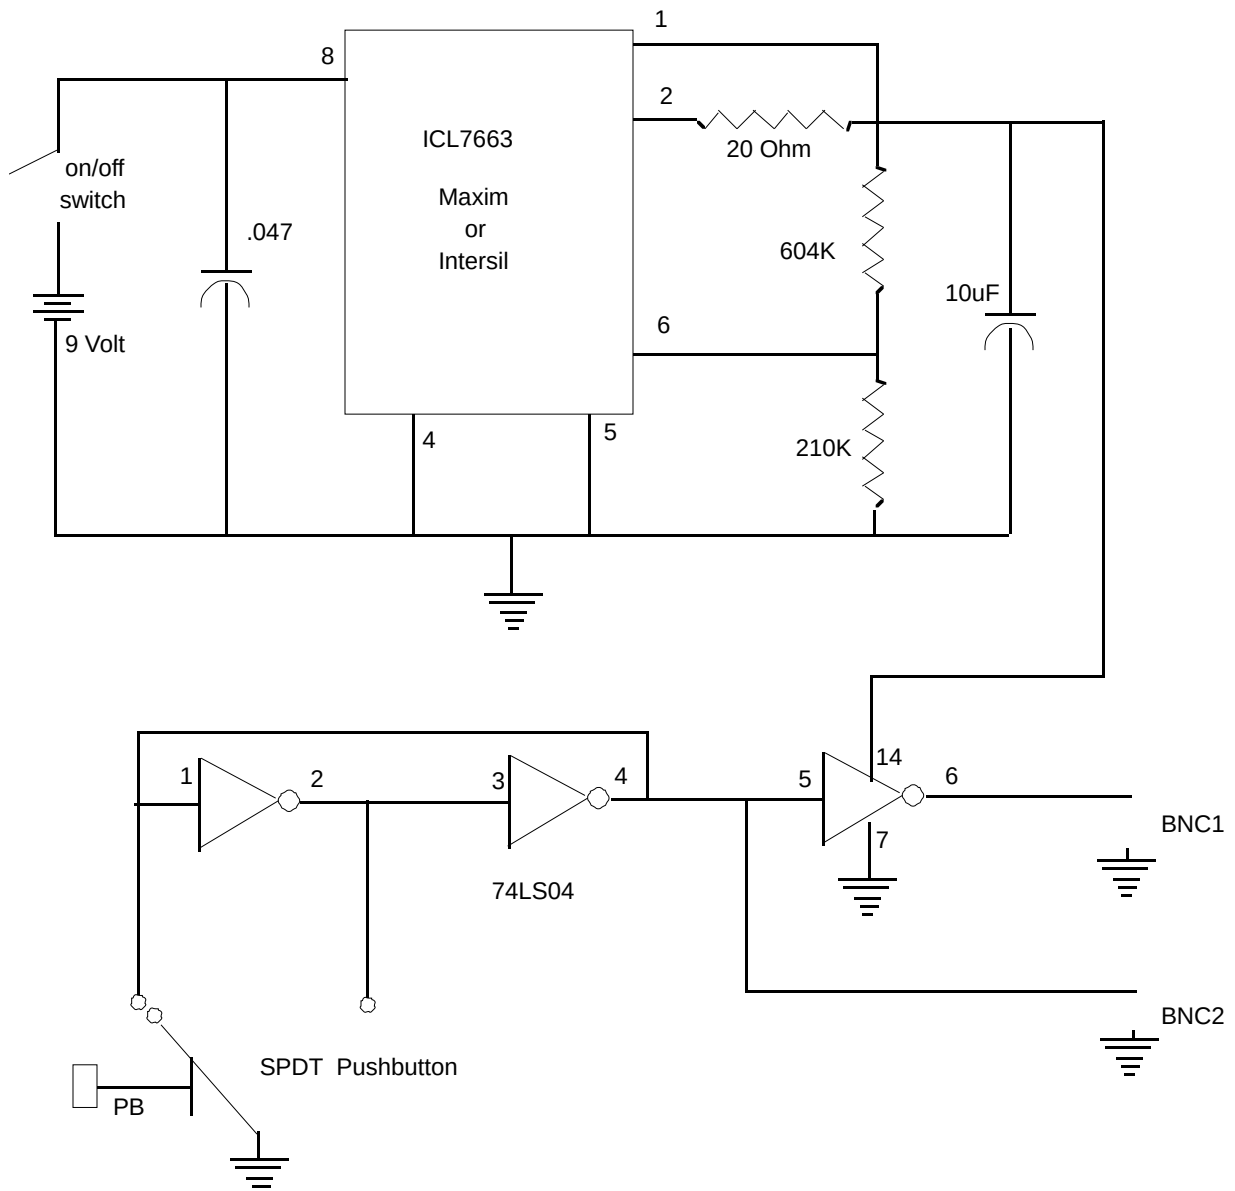 1
8
2
ICL7663
20 Ohm
on/off
switch
Maxim
or
Intersil
.047
604K
10uF
6
9 Volt
4
5
210K
1
2
3
4
5
14
6
7
BNC1
74LS04
BNC2
SPDT Pushbutton
PB